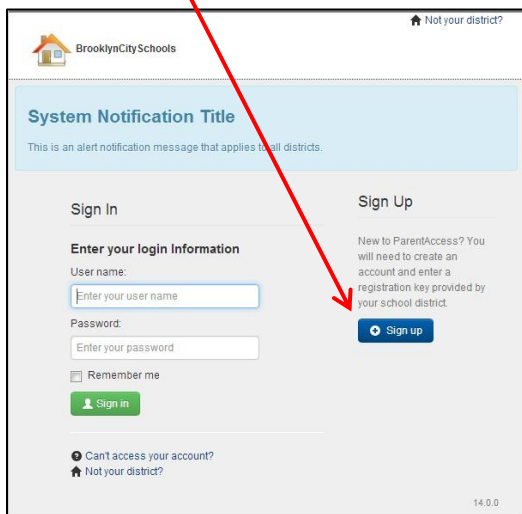 Not your district?
BrooklynCitySchools
System Notification Title
This is an alert notification message that applies to all districts.
Sign In
Enter your login Information
User name:
Enter your user name
Password:
Enter your password
Remember me
Sign in
Can't access your account?
Not your district?
Sign Up
New to ParentAccess? You
will need to create an
account and enter a
registration key provided by
your school district.
Sign up
14.0.0